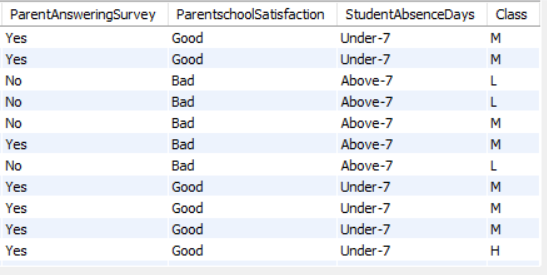 ParentAnsweringSurvey ParentschoolSatisfaction StudentAbsenceDays Class
Yes Good Under-7 M
Yes Good Under-7 M
No Bad Above-7 L
No Bad Above-7 L
No Bad Above-7 M
Yes Bad Above-7 M
No Bad Above-7 L
Yes Good Under-7 M
Yes Good Under-7 M
Yes Good Under-7 M
Yes Good Under-7 H